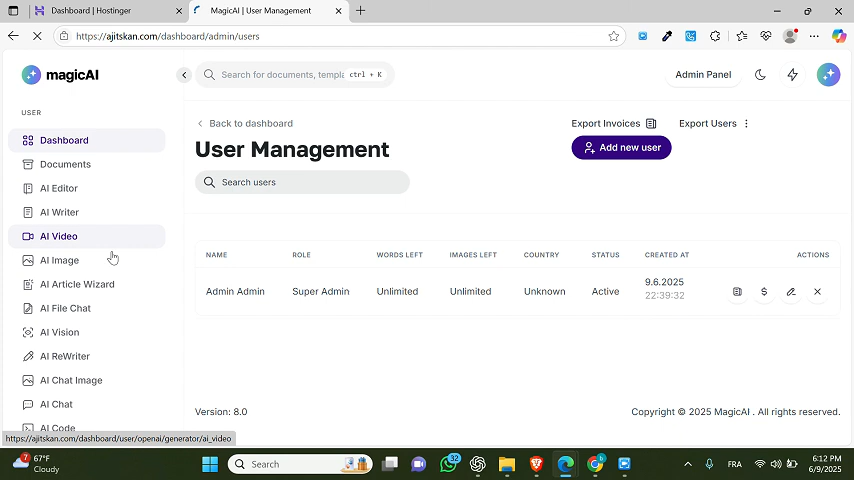 Dashboard | Hostinger
MagicAI | User Management
https://ajitskan.com/dashboard/admin/users
magicAI
Search for documents, templa ctrl + K
Admin Panel
USER
Dashboard
Documents
AI Editor
AI Writer
AI Video
AI Image
AI Article Wizard
AI File Chat
AI Vision
AI ReWriter
AI Chat Image
AI Chat
AI Code
Back to dashboard
User Management
Export Invoices
Export Users
Add new user
Search users
NAME ROLE WORDS LEFT IMAGES LEFT COUNTRY STATUS CREATED AT ACTIONS
Admin Admin Super Admin Unlimited Unlimited Unknown Active 9.6.2025
22:39:32
$
Version: 8.0
Copyright © 2025 MagicAI . All rights reserved.
https://ajitskan.com/dashboard/user/openai/generator/ai_video
7
67°F
Cloudy
Search
32
b
FRA
6:12 PM
6/9/2025